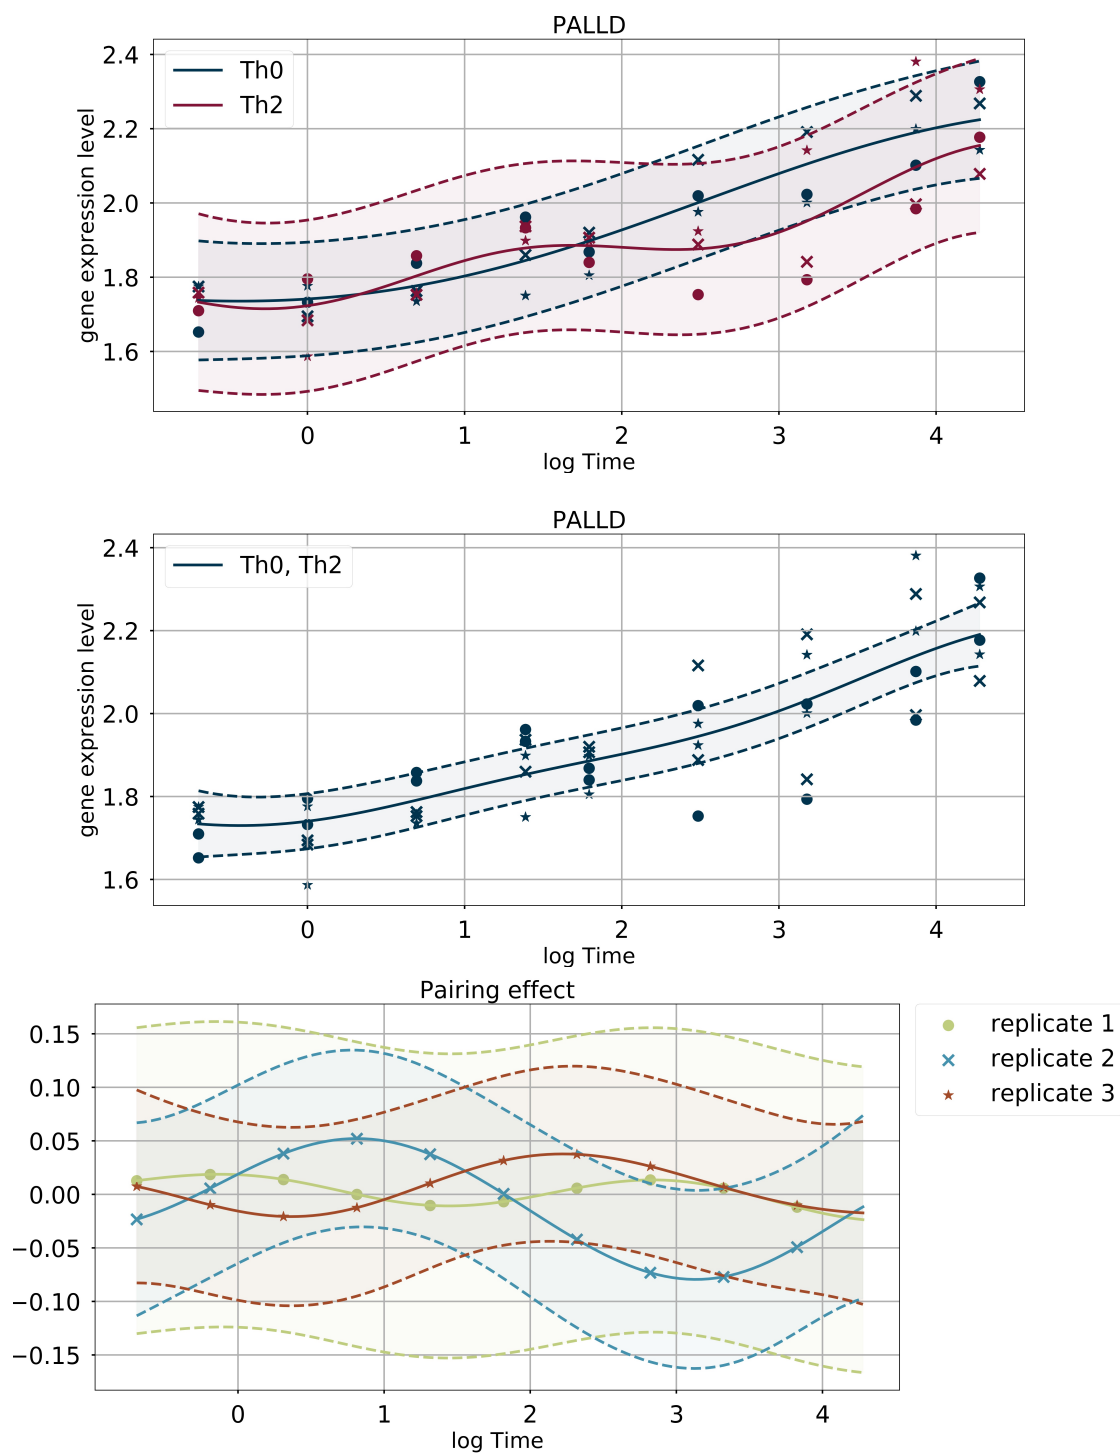 PALLD
2.4
2.2
2.0
1.8
1.6
gene expression level
Th0
Th2
0 1 2 3 4
log Time
PALLD
2.4
2.2
2.0
1.8
1.6
gene expression level
Th0, Th2
0 1 2 3 4
log Time
Pairing effect
0.15
0.10
0.05
0.00
−0.05
−0.10
−0.15
replicate 1
replicate 2
replicate 3
0 1 2 3 4
log Time